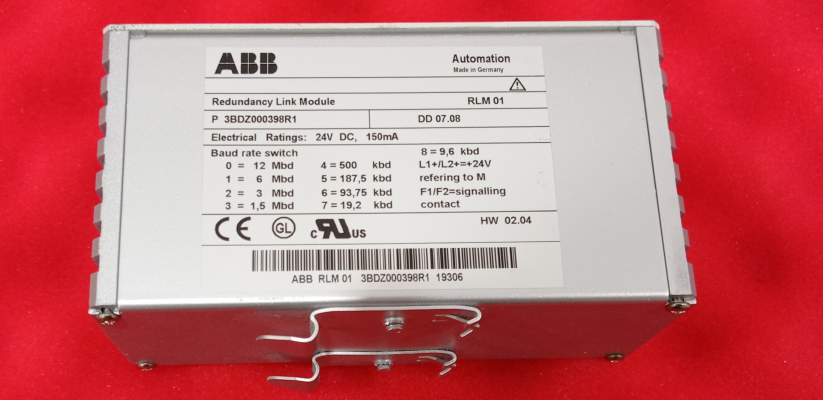 ABB Automation
Made in Germany
Redundancy Link Module RLM 01
P 3BDZ000398R1 DD 07.08
Electrical Ratings: 24V DC, 150mA
Baud rate switch 8 = 9,6 kbd
0 = 12 Mbd 4 = 500 kbd L1+/L2+=+24V
1 = 6 Mbd 5 = 187,5 kbd refering to M
2 = 3 Mbd 6 = 93,75 kbd F1/F2=signalling
3 = 1,5 Mbd 7 = 19,2 kbd contact
CE GL c RU US HW 02.04
ABB RLM 01 3BDZ000398R1 19306